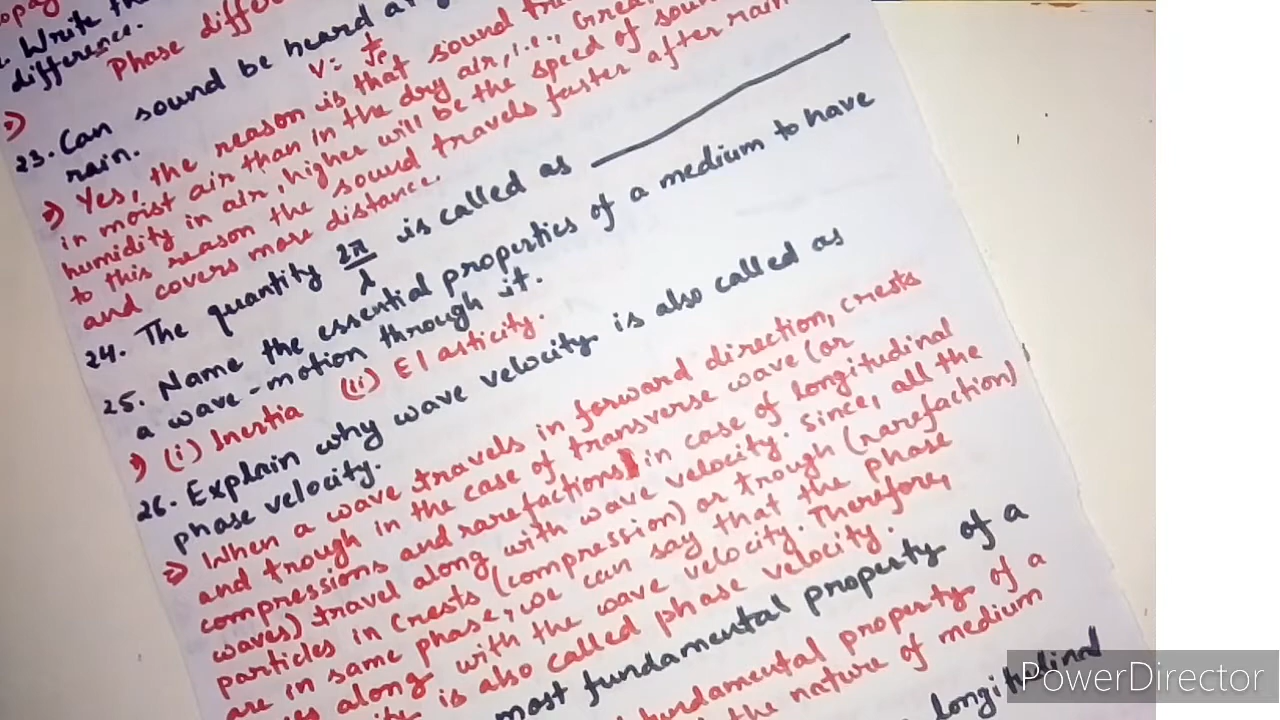 2. Write the
difference.
Phase diffe
23. Can sound be heard at
rain.
V =
⇒ Yes, the reason is that sound tra
in moist air than in the dry air, i.e., Grea
humidity in air, higher will be the speed of soun
to this reason the sound travels faster after rain
and covers more distance.
24. The quantity 2π/λ is called as
25. Name the essential properties of a medium to have
a wave-motion through it.
⇒ (i) Inertia (ii) Elasticity.
26. Explain why wave velocity is also called as
phase velocity.
⇒ When a wave travels in forward direction, crests
and trough in the case of transverse wave (or
compressions and rarefactions) in case of longitudinal
waves) travel along with wave velocity. Since, all the
particles in Crests (compression) or trough (rarefaction)
are in same phase, we can say that the phase
es along with the wave velocity. Therefore,
is also called phase velocity.
most fundamental property of a
fundamental property of a
the nature of medium
longitudinal
PowerDirector